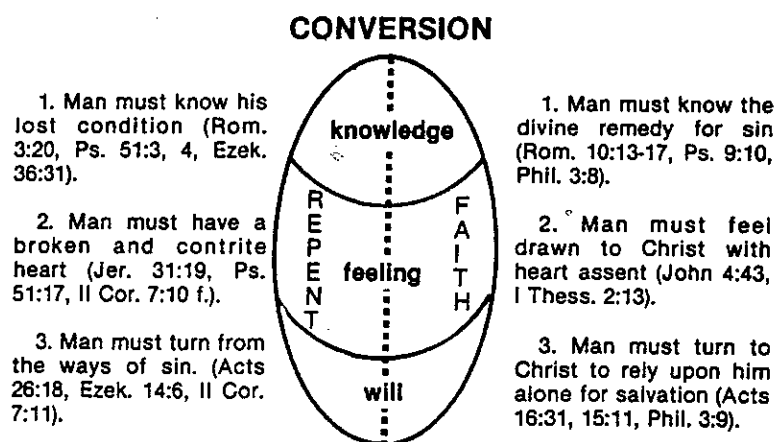 CONVERSION
1. Man must know his
lost condition (Rom.
3:20, Ps. 51:3, 4, Ezek.
36:31).
2. Man must have a
broken and contrite
heart (Jer. 31:19, Ps.
51:17, II Cor. 7:10 f.).
3. Man must turn from
the ways of sin. (Acts
26:18, Ezek. 14:6, II Cor.
7:11).
knowledge
REPENT
feeling
FAITH
will
1. Man must know the
divine remedy for sin
(Rom. 10:13-17, Ps. 9:10,
Phil. 3:8).
2. Man must feel
drawn to Christ with
heart assent (John 4:43,
I Thess. 2:13).
3. Man must turn to
Christ to rely upon him
alone for salvation (Acts
16:31, 15:11, Phil. 3:9).